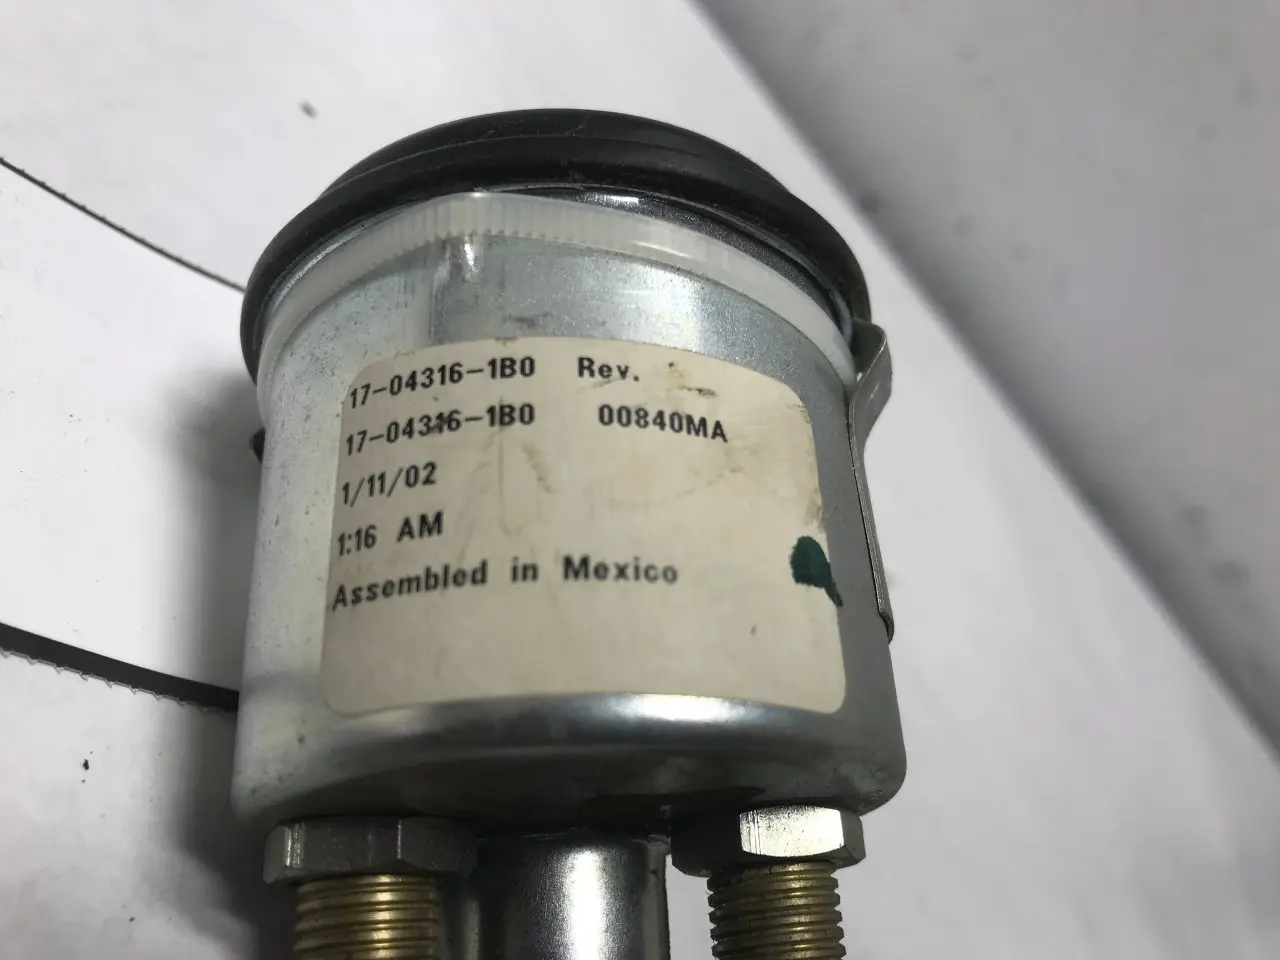 17-04316-1B0 Rev.
17-04316-1B0 00840MA
1/11/02
1:16 AM
Assembled in Mexico